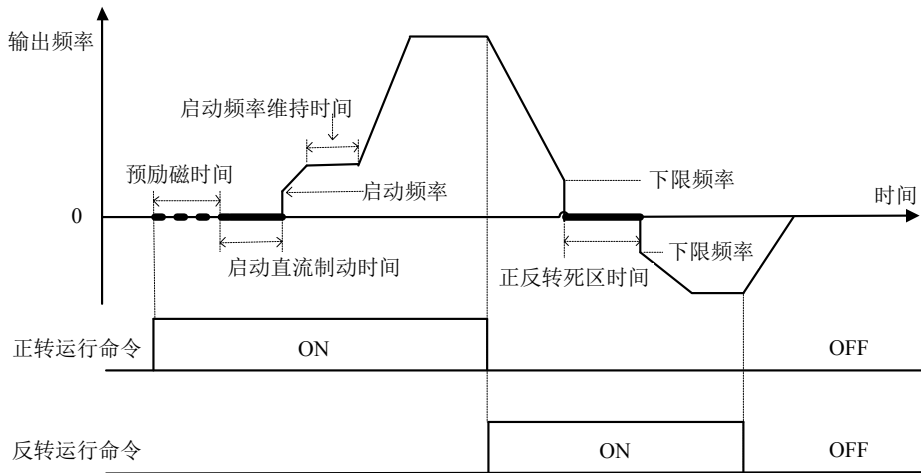 输出频率
启动频率维持时间
预励磁时间
启动频率
下限频率
时间
0
启动直流制动时间
下限频率
正反转死区时间
正转运行命令
ON
OFF
反转运行命令
ON
OFF